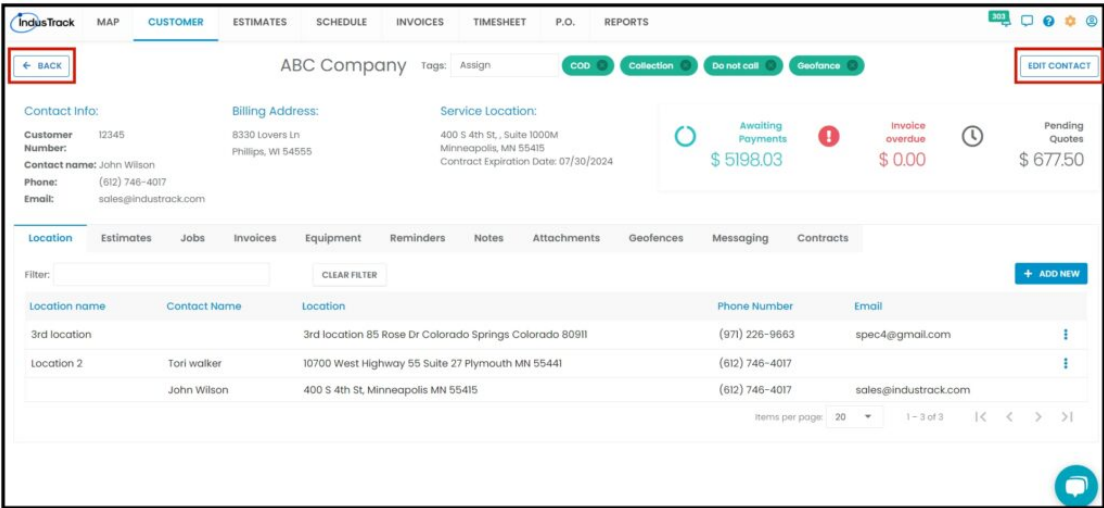 IndusTrack MAP CUSTOMER ESTIMATES SCHEDULE INVOICES TIMESHEET P.O. REPORTS 303
← BACK ABC Company Tags: Assign COD Collection Do not call Geofance EDIT CONTACT
Contact Info:
Customer Number: 12345
Contact name: John Wilson
Phone: (612) 746-4017
Email: sales@industrack.com
Billing Address:
8330 Lovers Ln
Phillips, WI 54555
Service Location:
400 S 4th St, , Suite 1000M
Minneapolis, MN 55415
Contract Expiration Date: 07/30/2024
Awaiting
Payments
$ 5198.03
Invoice
overdue
$ 0.00
Pending
Quotes
$ 677.50
Location Estimates Jobs Invoices Equipment Reminders Notes Attachments Geofences Messaging Contracts
Filter: CLEAR FILTER + ADD NEW
Location name Contact Name Location Phone Number Email
3rd location 3rd location 85 Rose Dr Colorado Springs Colorado 80911 (971) 226-9663 spec4@gmail.com
Location 2 Tori walker 10700 West Highway 55 Suite 27 Plymouth MN 55441 (612) 746-4017
John Wilson 400 S 4th St, Minneapolis MN 55415 (612) 746-4017 sales@industrack.com
Items per page: 20 1 – 3 of 3